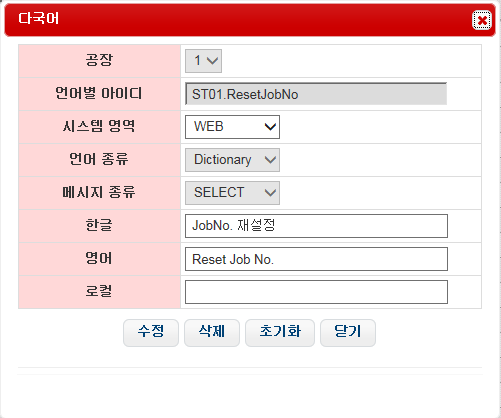 다국어
공장 1
언어별 아이디 ST01.ResetJobNo
시스템 영역 WEB
언어 종류 Dictionary
메시지 종류 SELECT
한글 JobNo. 재설정
영어 Reset Job No.
로컬
수정 삭제 초기화 닫기